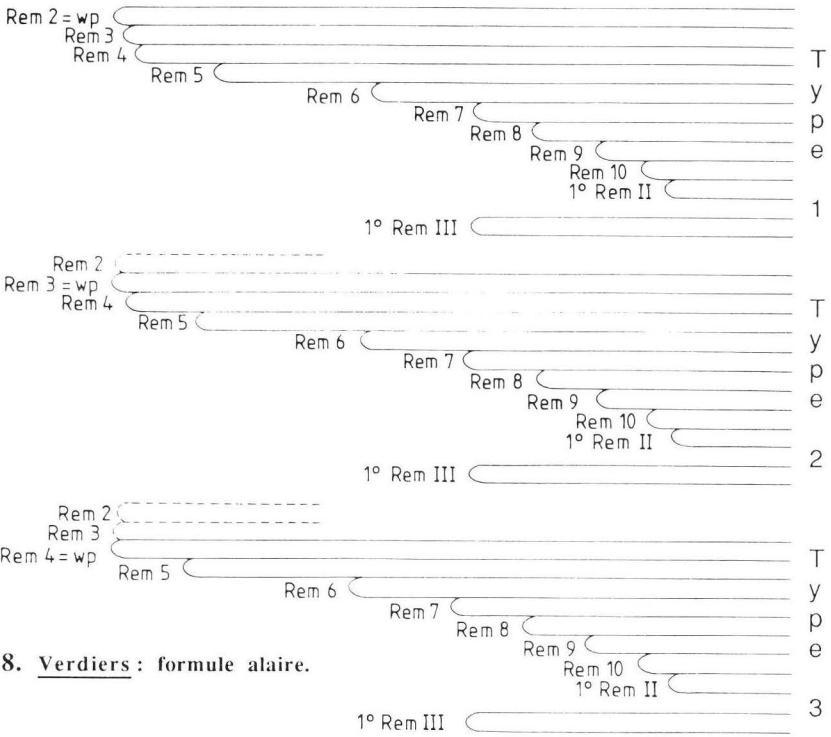 Rem 2 = wp
Rem 3
Rem 4
Rem 5
Rem 6
Rem 7
Rem 8
Rem 9
Rem 10
1° Rem II
1° Rem III
Type 1
Rem 2
Rem 3 = wp
Rem 4
Rem 5
Rem 6
Rem 7
Rem 8
Rem 9
Rem 10
1° Rem II
1° Rem III
Type 2
Rem 2
Rem 3
Rem 4 = wp
Rem 5
Rem 6
Rem 7
Rem 8
Rem 9
Rem 10
1° Rem II
1° Rem III
Type 3
8. Verdiers : formule alaire.